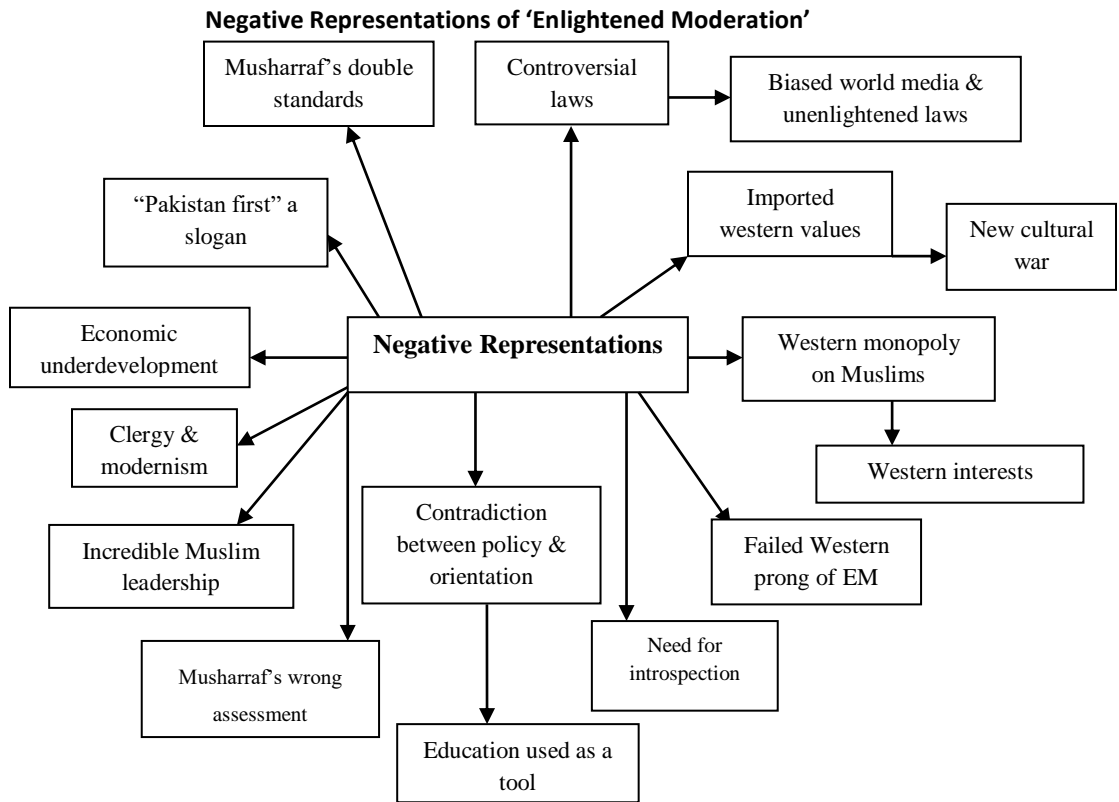 Negative Representations of ‘Enlightened Moderation’
Musharraf’s double
standards
Controversial
laws
Biased world media &
unenlightened laws
“Pakistan first” a
slogan
Imported
western values
New cultural
war
Economic
underdevelopment
Negative Representations
Western monopoly
on Muslims
Clergy &
modernism
Western interests
Incredible Muslim
leadership
Contradiction
between policy &
orientation
Failed Western
prong of EM
Musharraf’s wrong
assessment
Need for
introspection
Education used as a
tool